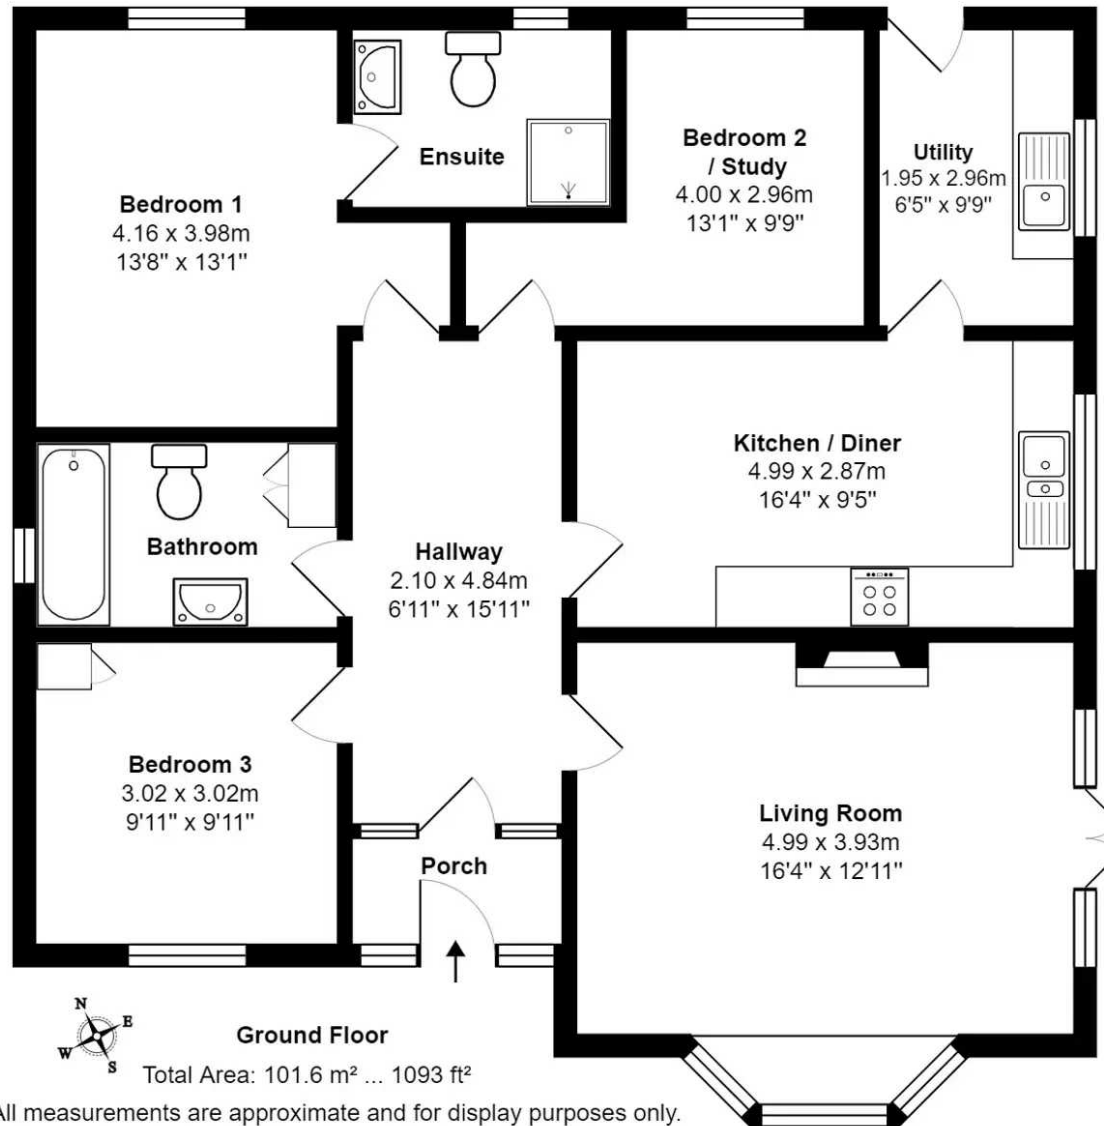 Ensuite
Bedroom 2
/ Study
4.00 x 2.96m
13'1" x 9'9"
Utility
1.95 x 2.96m
6'5" x 9'9"
Bedroom 1
4.16 x 3.98m
13'8" x 13'1"
Kitchen / Diner
4.99 x 2.87m
16'4" x 9'5"
Bathroom
Hallway
2.10 x 4.84m
6'11" x 15'11"
Bedroom 3
3.02 x 3.02m
9'11" x 9'11"
Living Room
4.99 x 3.93m
16'4" x 12'11"
Porch
N
E
W
S
Ground Floor
Total Area: 101.6 m² ... 1093 ft²
All measurements are approximate and for display purposes only.